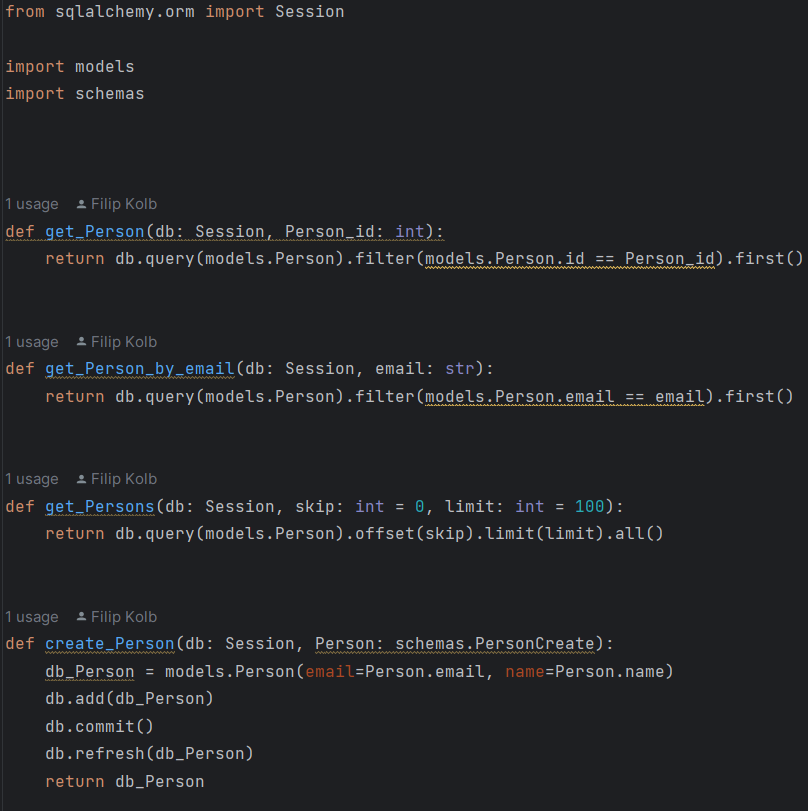 from sqlalchemy.orm import Session
import models
import schemas
1 usage Filip Kolb
def get_Person(db: Session, Person_id: int):
    return db.query(models.Person).filter(models.Person.id == Person_id).first()
1 usage Filip Kolb
def get_Person_by_email(db: Session, email: str):
    return db.query(models.Person).filter(models.Person.email == email).first()
1 usage Filip Kolb
def get_Persons(db: Session, skip: int = 0, limit: int = 100):
    return db.query(models.Person).offset(skip).limit(limit).all()
1 usage Filip Kolb
def create_Person(db: Session, Person: schemas.PersonCreate):
    db_Person = models.Person(email=Person.email, name=Person.name)
    db.add(db_Person)
    db.commit()
    db.refresh(db_Person)
    return db_Person